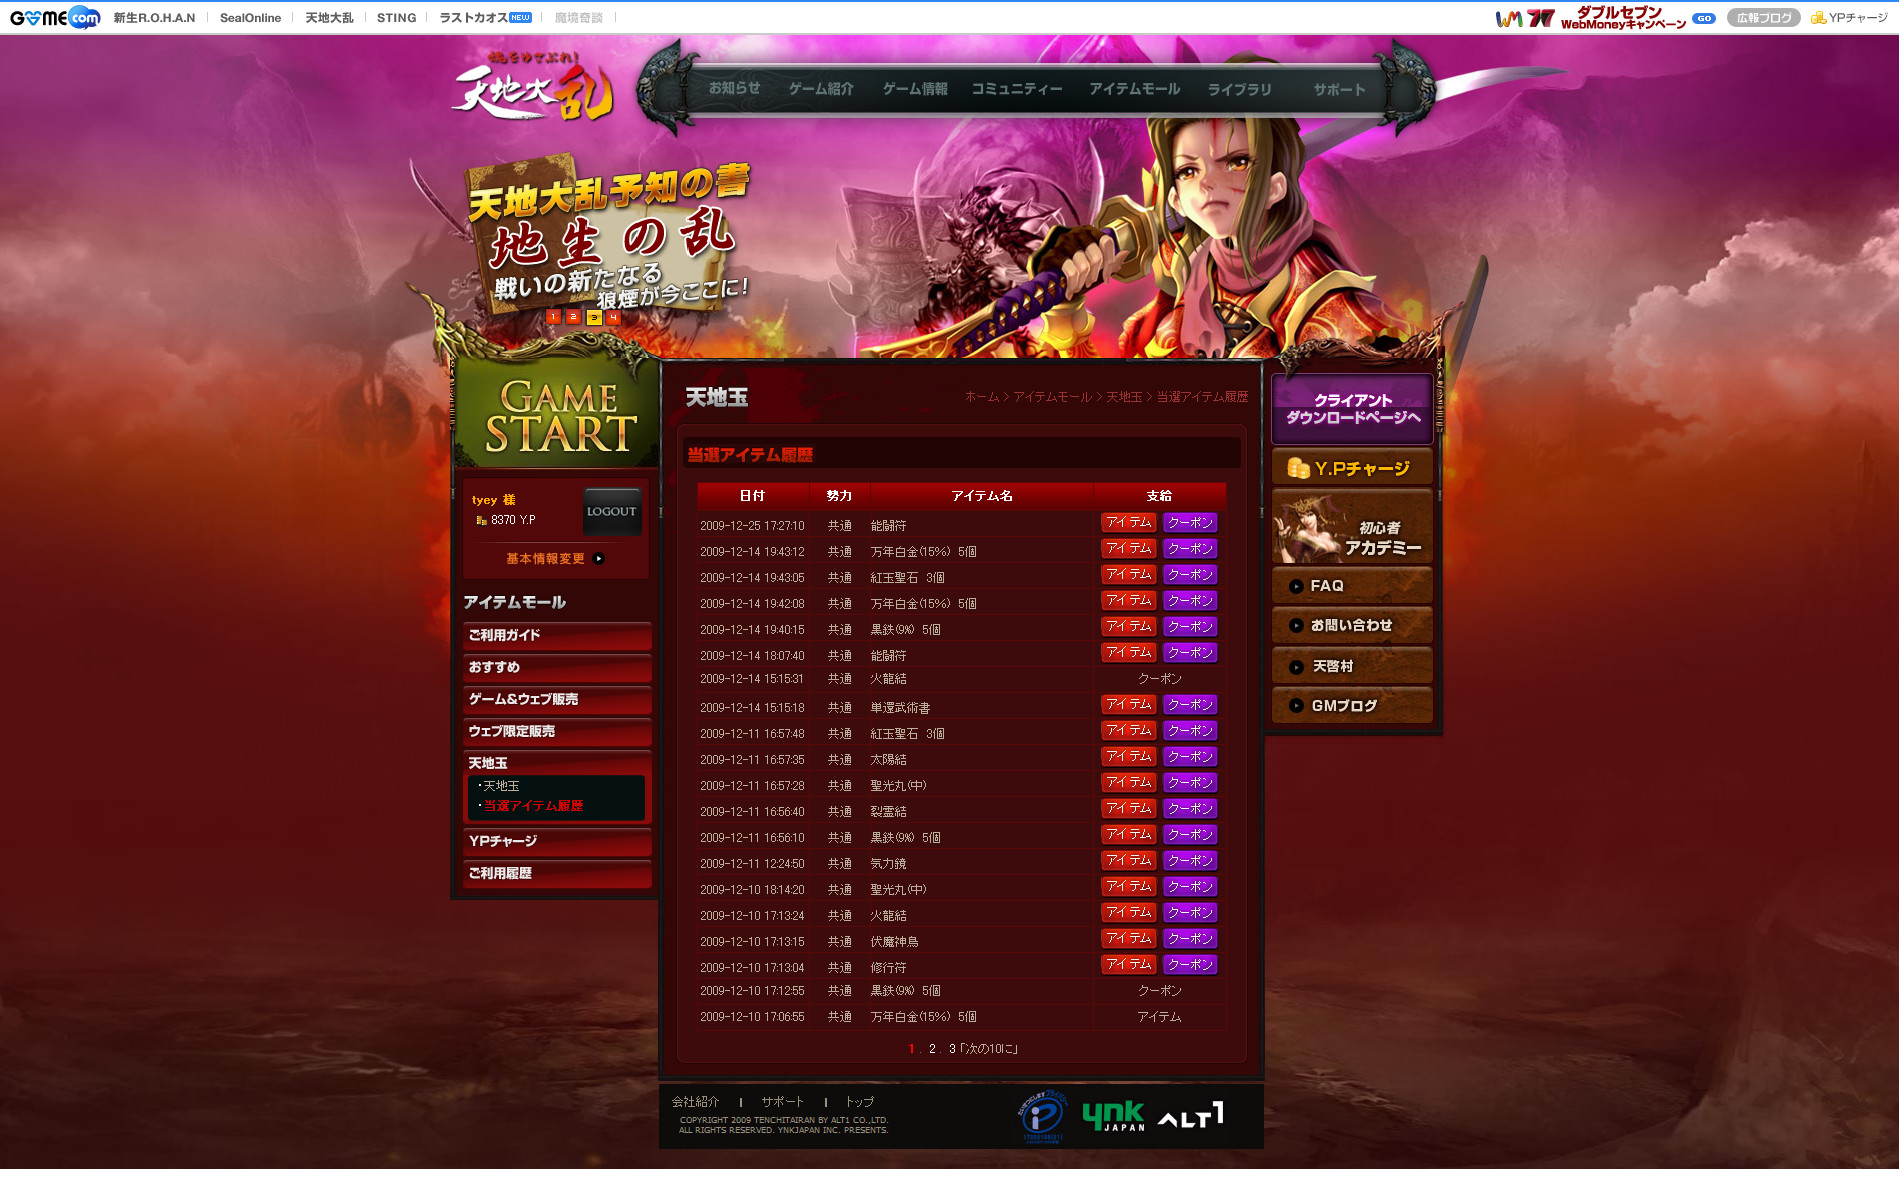 GOMEcom 新生R.O.H.A.N SealOnline 天地大乱 STING ラストカオス NEW 魔境奇談
ダブルセブン
WebMoneyキャンペーン GO 広報ブログ YPチャージ
魂をゆさぶれ!
天地大乱
お知らせ ゲーム紹介 ゲーム情報 コミュニティー アイテムモール ライブラリ サポート
天地大乱予知の書
地生の乱
戦いの新たなる
狼煙が今ここに!
1 2 3 4
GAME
START
tyey 様
8370 Y.P
LOGOUT
基本情報変更
アイテムモール
ご利用ガイド
おすすめ
ゲーム&ウェブ販売
ウェブ限定販売
天地玉
・天地玉
・当選アイテム履歴
YPチャージ
ご利用履歴
天地玉
ホーム > アイテムモール > 天地玉 > 当選アイテム履歴
当選アイテム履歴
日付 勢力 アイテム名 支給
2009-12-25 17:27:10 共通 能闘符 アイテム クーポン
2009-12-14 19:43:12 共通 万年白金(15%) 5個 アイテム クーポン
2009-12-14 19:43:05 共通 紅玉聖石 3個 アイテム クーポン
2009-12-14 19:42:08 共通 万年白金(15%) 5個 アイテム クーポン
2009-12-14 19:40:15 共通 黒鉄(9%) 5個 アイテム クーポン
2009-12-14 18:07:40 共通 能闘符 アイテム クーポン
2009-12-14 15:15:31 共通 火龍結 クーポン
2009-12-14 15:15:18 共通 単還武術書 アイテム クーポン
2009-12-11 16:57:48 共通 紅玉聖石 3個 アイテム クーポン
2009-12-11 16:57:35 共通 太陽結 アイテム クーポン
2009-12-11 16:57:28 共通 聖光丸(中) アイテム クーポン
2009-12-11 16:56:40 共通 裂霊結 アイテム クーポン
2009-12-11 16:56:10 共通 黒鉄(9%) 5個 アイテム クーポン
2009-12-11 12:24:50 共通 気力鏡 アイテム クーポン
2009-12-10 18:14:20 共通 聖光丸(中) アイテム クーポン
2009-12-10 17:13:24 共通 火龍結 アイテム クーポン
2009-12-10 17:13:15 共通 伏魔神鳥 アイテム クーポン
2009-12-10 17:13:04 共通 修行符 アイテム クーポン
2009-12-10 17:12:55 共通 黒鉄(9%) 5個 クーポン
2009-12-10 17:06:55 共通 万年白金(15%) 5個 アイテム
1 . 2 . 3 「次の10に」
クライアント
ダウンロードページへ
Y.Pチャージ
初心者
アカデミー
FAQ
お問い合わせ
天啓村
GMブログ
会社紹介 | サポート | トップ
COPYRIGHT 2009 TENCHITAIRAN BY ALT1 CO.,LTD.
ALL RIGHTS RESERVED. YNKJAPAN INC. PRESENTS.
ynk
JAPAN
ALT1